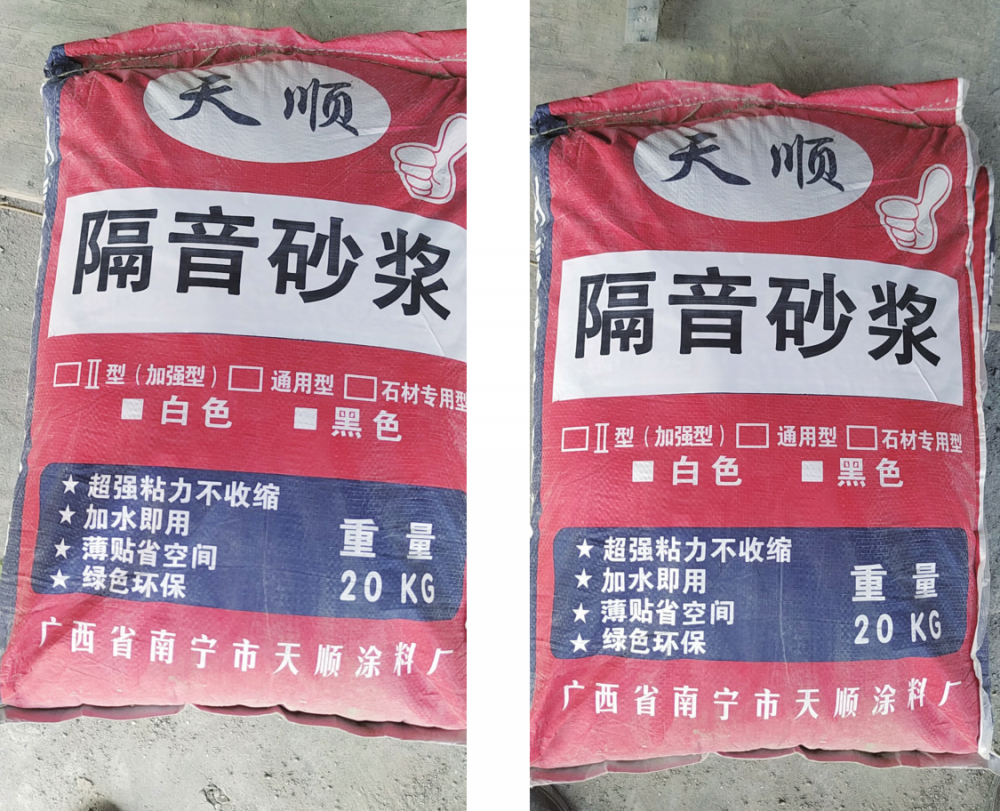 天顺
隔音砂浆
II型（加强型） 通用型 石材专用型
白色 黑色
★ 超强粘力不收缩
★ 加水即用
★ 薄贴省空间
★ 绿色环保
重量
20 KG
广西省南宁市天顺涂料厂
天顺
隔音砂浆
II型（加强型） 通用型 石材专用型
白色 黑色
★ 超强粘力不收缩
★ 加水即用
★ 薄贴省空间
★ 绿色环保
重量
20 KG
广西省南宁市天顺涂料厂